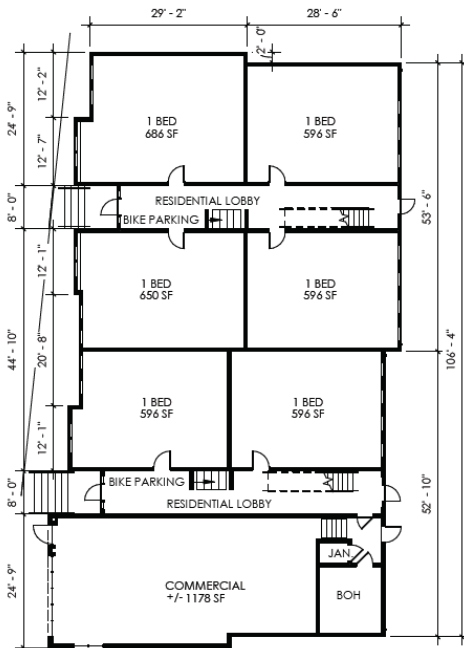 29' - 2"
28' - 6"
2' - 0"
12' - 2"
24' - 9"
1 BED
686 SF
1 BED
596 SF
12' - 7"
8' - 0"
RESIDENTIAL LOBBY
BIKE PARKING
53' - 6"
12' - 1"
1 BED
650 SF
1 BED
596 SF
44' - 10"
20' - 8"
106' - 4"
1 BED
596 SF
1 BED
596 SF
12' - 1"
8' - 0"
BIKE PARKING
RESIDENTIAL LOBBY
52' - 10"
24' - 9"
JAN
COMMERCIAL
+/- 1178 SF
BOH